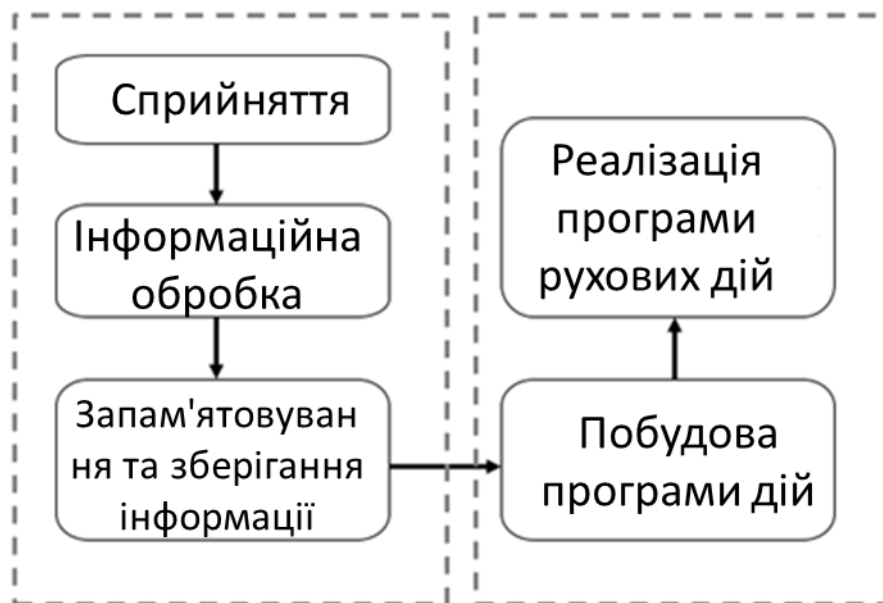 Сприйняття
Інформаційна
обробка
Запам'ятовуван
ня та зберігання
інформації
Реалізація
програми
рухових дій
Побудова
програми дій